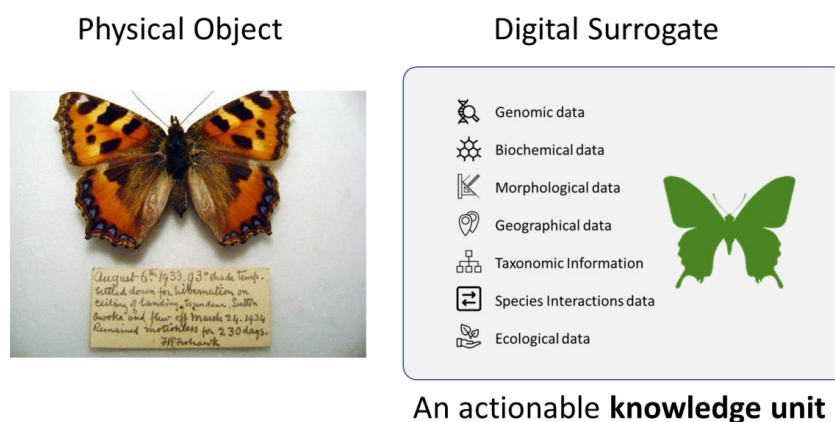 Physical Object
Digital Surrogate
August 6th 1933. 93° shade temp.
settled down for hibernation on
ceiling of landing. Sutton
awoke and flew off March 24. 1934
Remained motionless for 230 days.
FWFrohawk
Genomic data
Biochemical data
Morphological data
Geographical data
Taxonomic Information
Species Interactions data
Ecological data
An actionable knowledge unit